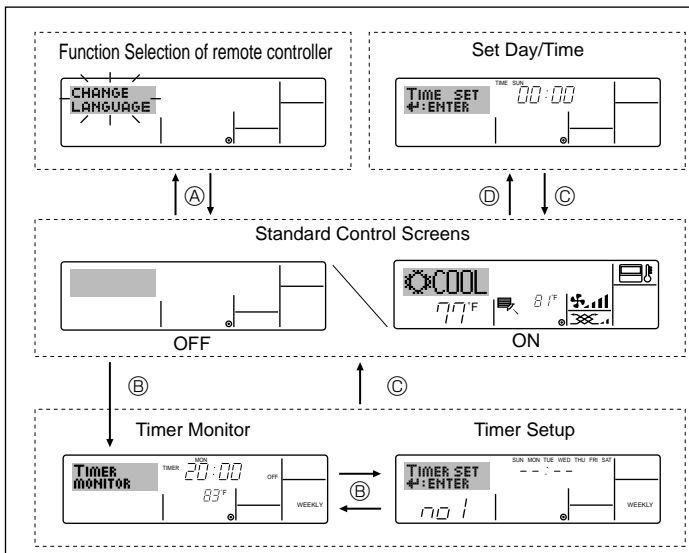 Function Selection of remote controller
CHANGE
LANGUAGE
Set Day/Time
TIME SUN
TIME SET
↵:ENTER
00:00
Ⓐ
Ⓓ
Ⓒ
Standard Control Screens
COOL
77°F
81°F
OFF
ON
Ⓑ
Ⓒ
Timer Monitor
TIMER
MONITOR
TIMER
MON
20:00
OFF
83°F
WEEKLY
Ⓑ
Timer Setup
TIMER SET
↵:ENTER
SUN MON TUE WED THU FRI SAT
--:--
no 1
WEEKLY